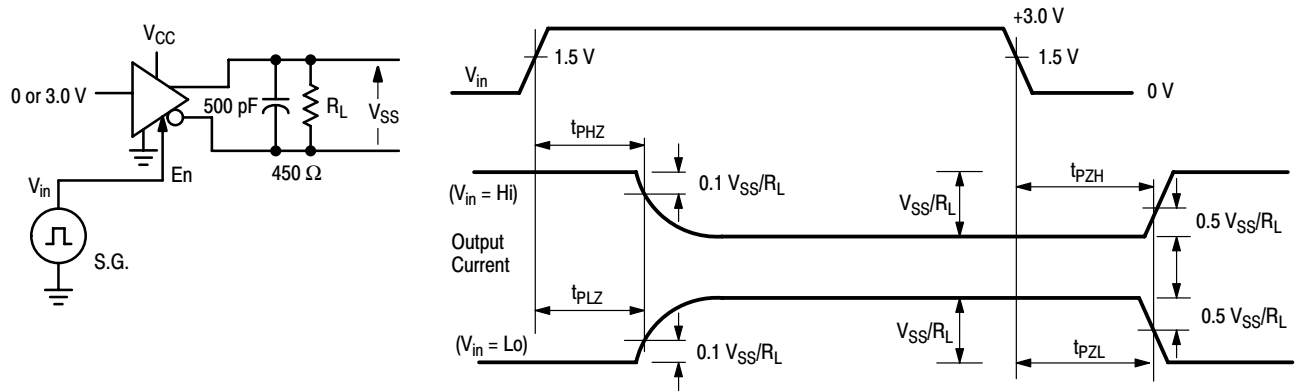 V_CC
0 or 3.0 V
500 pF
R_L
V_SS
450 Ω
En
V_in
S.G.
+3.0 V
1.5 V
1.5 V
V_in
0 V
t_PHZ
(V_in = Hi)
0.1 V_SS/R_L
V_SS/R_L
t_PZH
0.5 V_SS/R_L
Output
Current
t_PLZ
(V_in = Lo)
0.1 V_SS/R_L
V_SS/R_L
0.5 V_SS/R_L
t_PZL